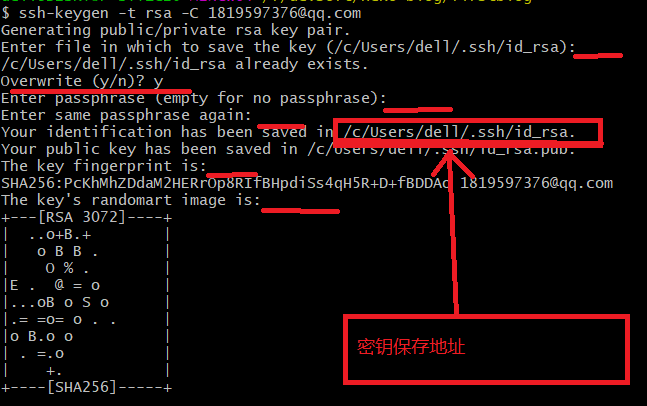 $ ssh-keygen -t rsa -C 1819597376@qq.com
Generating public/private rsa key pair.
Enter file in which to save the key (/c/Users/dell/.ssh/id_rsa):
/c/Users/dell/.ssh/id_rsa already exists.
Overwrite (y/n)? y
Enter passphrase (empty for no passphrase):
Enter same passphrase again:
Your identification has been saved in /c/Users/dell/.ssh/id_rsa.
Your public key has been saved in /c/Users/dell/.ssh/id_rsa.pub.
The key fingerprint is:
1819597376@qq.com
The key's randomart image is:
+---[RSA 3072]----+
|  ..o+B.+        |
|   o B B .       |
|    O % .        |
|E .  @ = o       |
|...oB o S o      |
|.= =o= o . .     |
|o B.o o          |
| . =.o           |
|    +.           |
+----[SHA256]-----+
密钥保存地址